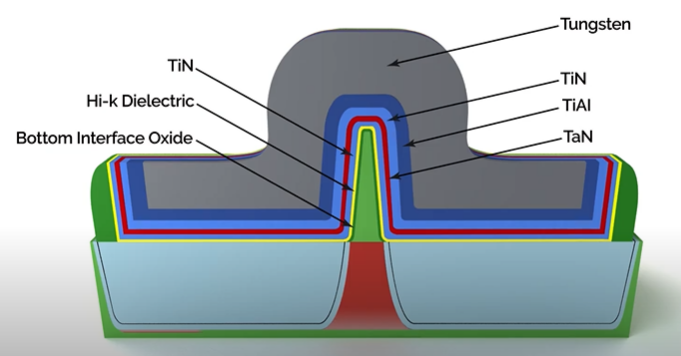 Tungsten
TiN
TiN
Hi-k Dielectric
TiAl
Bottom Interface Oxide
TaN